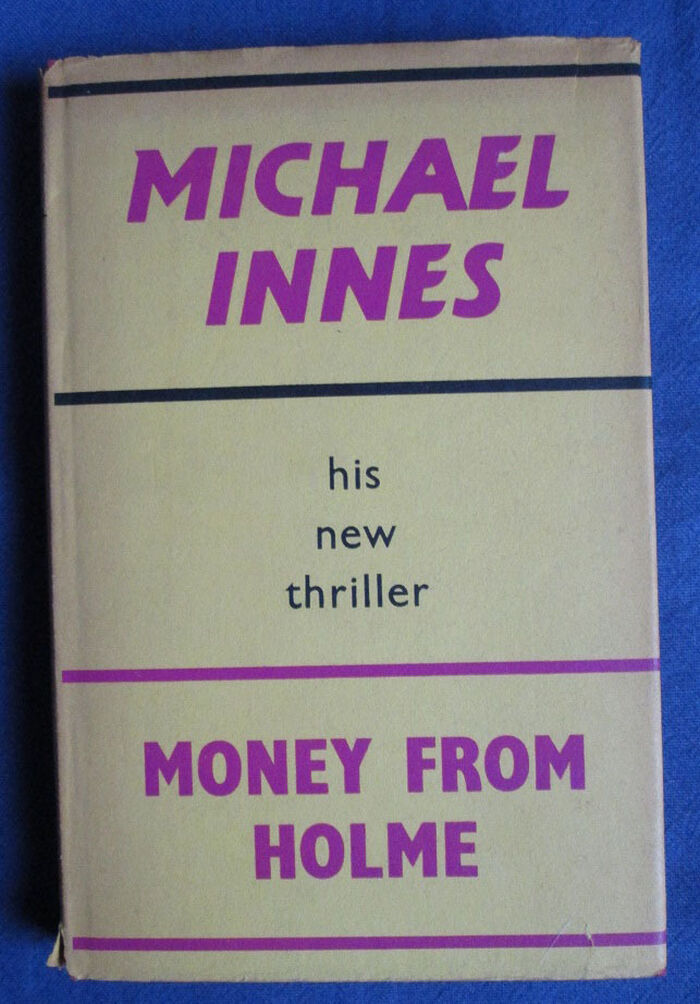 MICHAEL
INNES
his
new
thriller
MONEY FROM
HOLME